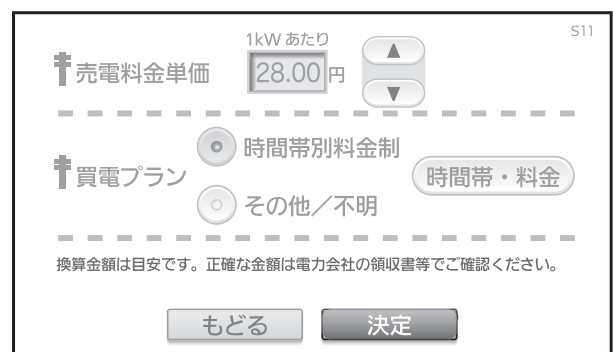 S11
1kW あたり
売電料金単価 28.00 円
▲
▼
買電プラン
時間帯別料金制
時間帯・料金
その他／不明
換算金額は目安です。正確な金額は電力会社の領収書等でご確認ください。
もどる 決定